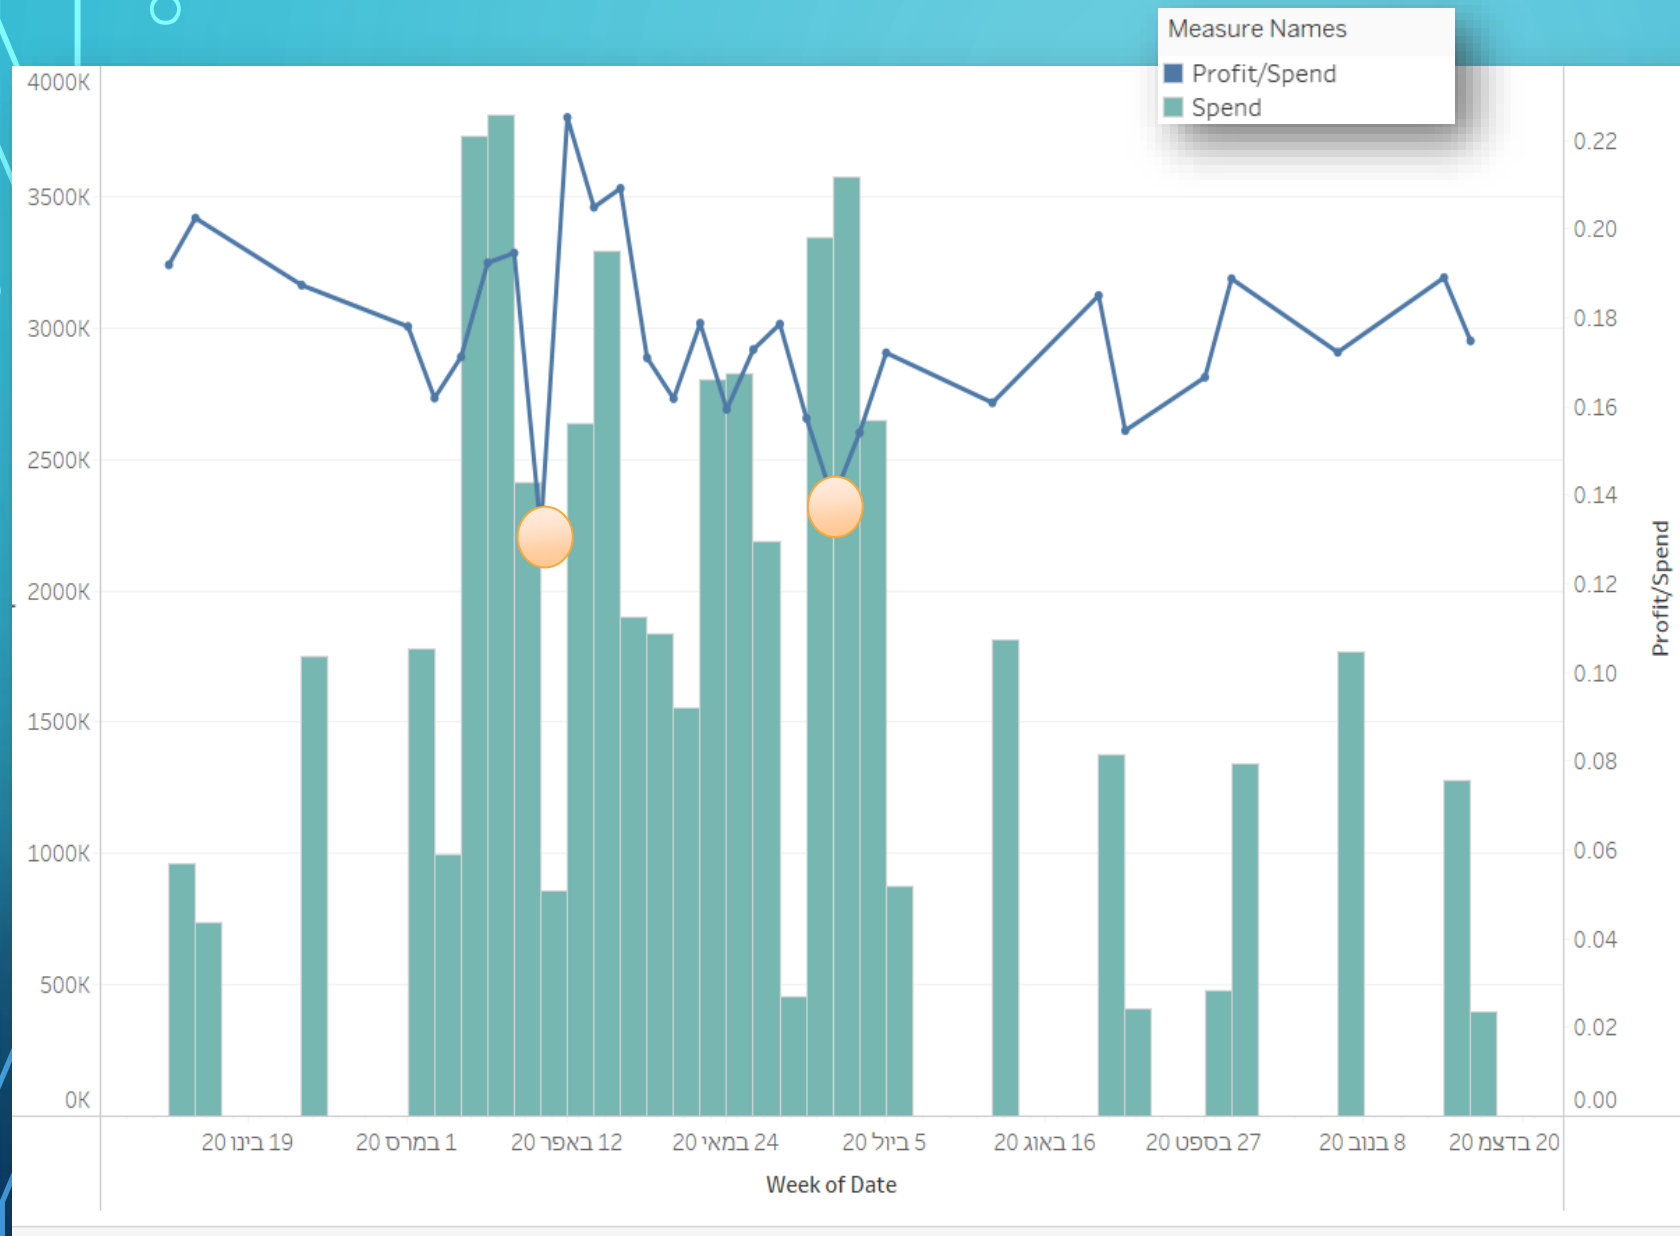 Measure Names
Profit/Spend
Spend
4000K
3500K
3000K
2500K
2000K
1500K
1000K
500K
0K
0.22
0.20
0.18
0.16
0.14
0.12
0.10
0.08
0.06
0.04
0.02
0.00
Profit/Spend
19 בינו 20
1 במרס 20
12 באפר 20
24 במאי 20
5 ביול 20
16 באוג 20
27 בספט 20
8 בנוב 20
20 בדצמ 20
Week of Date